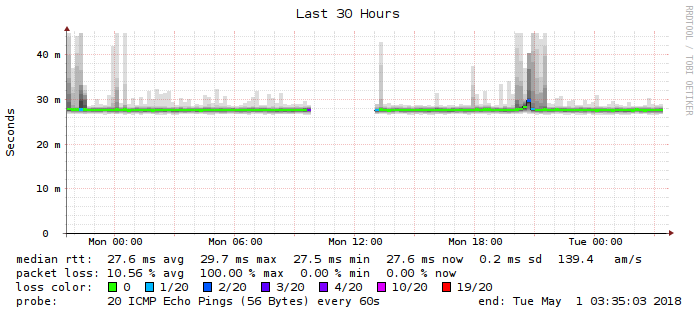 Last 30 Hours
RRDTOOL / TOBI OETIKER
Seconds
40 m
30 m
20 m
10 m
0
Mon 00:00 Mon 06:00 Mon 12:00 Mon 18:00 Tue 00:00
median rtt: 27.6 ms avg 29.7 ms max 27.5 ms min 27.6 ms now 0.2 ms sd 139.4 am/s
packet loss: 10.56 % avg 100.00 % max 0.00 % min 0.00 % now
loss color: 0 1/20 2/20 3/20 4/20 10/20 19/20
probe: 20 ICMP Echo Pings (56 Bytes) every 60s end: Tue May 1 03:35:03 2018